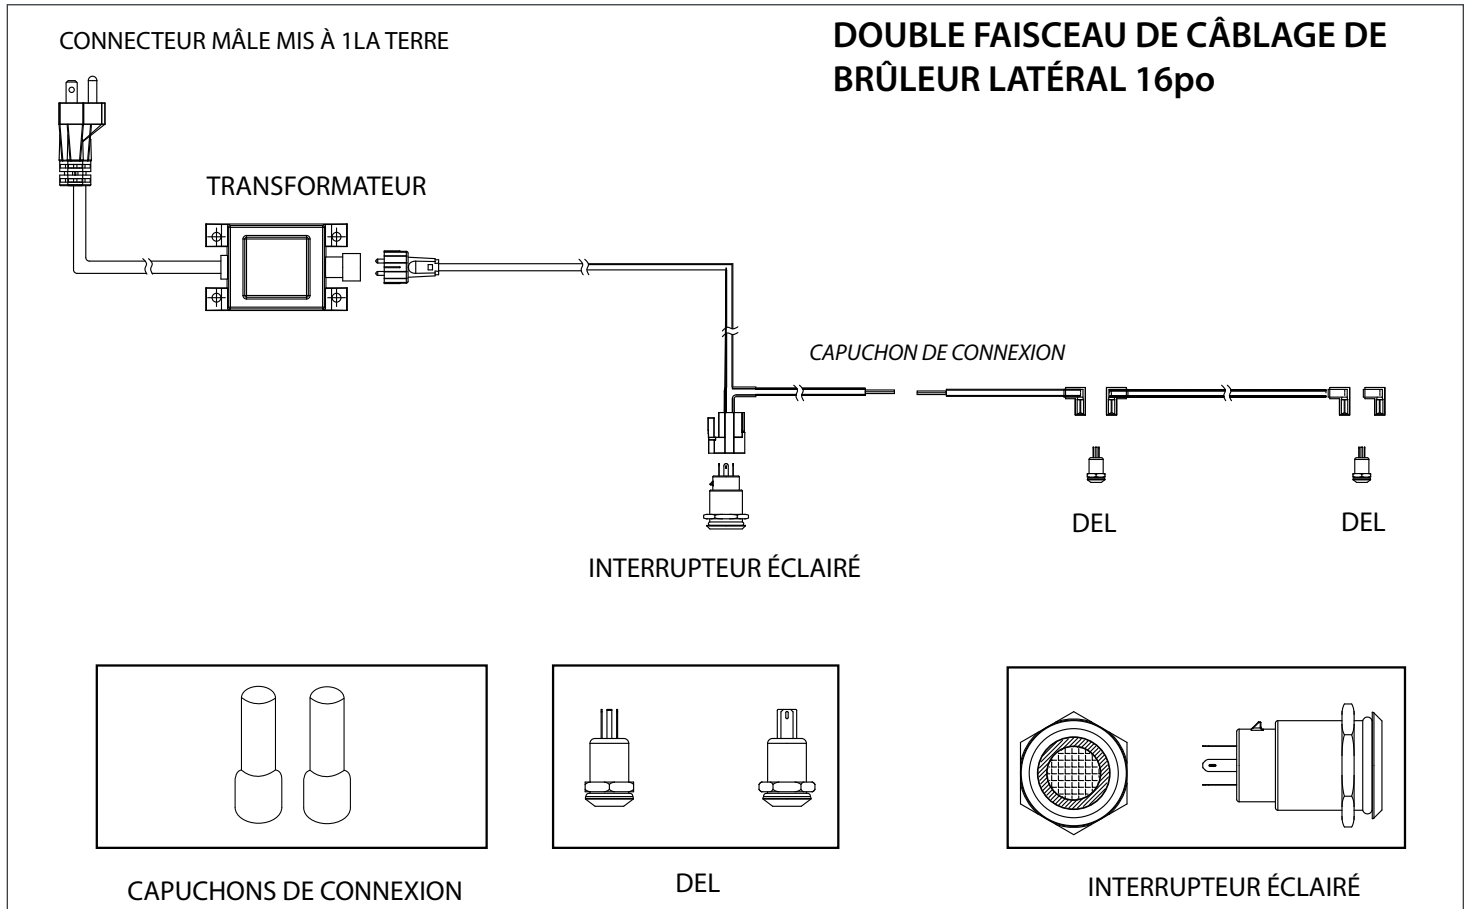 CONNECTEUR MÂLE MIS À 1LA TERRE
DOUBLE FAISCEAU DE CÂBLAGE DE
BRÛLEUR LATÉRAL 16po
TRANSFORMATEUR
CAPUCHON DE CONNEXION
DEL
DEL
INTERRUPTEUR ÉCLAIRÉ
CAPUCHONS DE CONNEXION
DEL
INTERRUPTEUR ÉCLAIRÉ